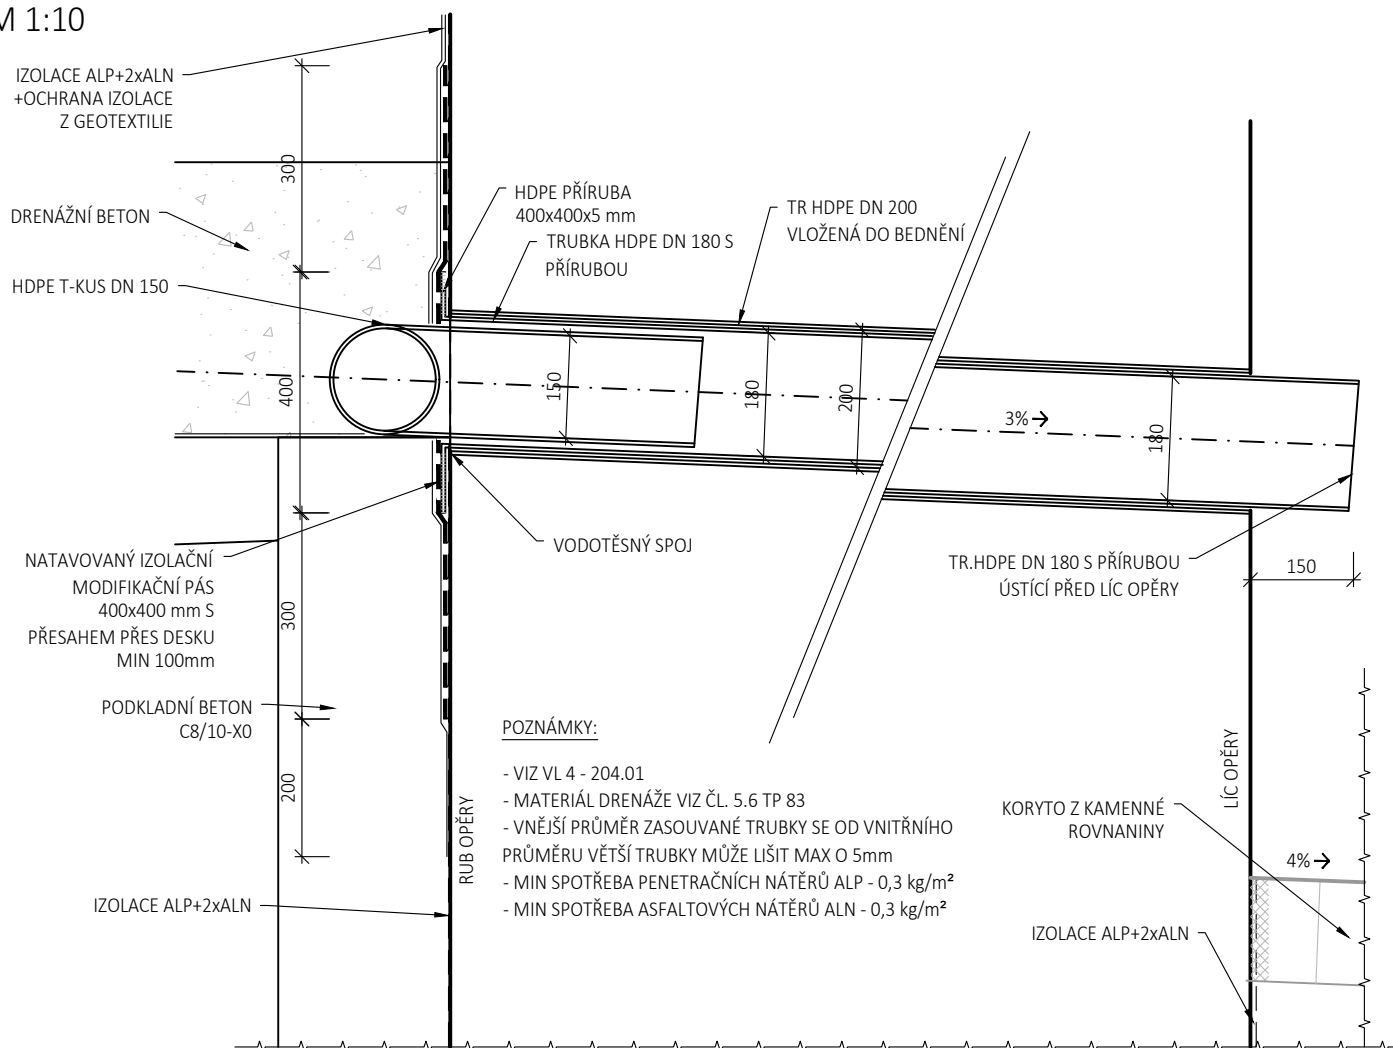 M 1:10
IZOLACE ALP+2xALN
+OCHRANA IZOLACE
Z GEOTEXTILIE
300
DRENÁŽNÍ BETON
HDPE T-KUS DN 150
HDPE PŘÍRUBA
400x400x5 mm
TRUBKA HDPE DN 180 S
PŘÍRUBOU
TR HDPE DN 200
VLOŽENÁ DO BEDNĚNÍ
400
150
180
200
3%
180
NATAVOVANÝ IZOLAČNÍ
MODIFIKAČNÍ PÁS
400x400 mm S
PŘESAHEM PŘES DESKU
MIN 100mm
300
VODOTĚSNÝ SPOJ
TR.HDPE DN 180 S PŘÍRUBOU
ÚSTÍCÍ PŘED LÍC OPĚRY
150
PODKLADNÍ BETON
C8/10-X0
200
RUB OPĚRY
POZNÁMKY:
- VIZ VL 4 - 204.01
- MATERIÁL DRENÁŽE VIZ ČL. 5.6 TP 83
- VNĚJŠÍ PRŮMĚR ZASOUVANÉ TRUBKY SE OD VNITŘNÍHO
PRŮMĚRU VĚTŠÍ TRUBKY MŮŽE LIŠIT MAX O 5mm
- MIN SPOTŘEBA PENETRAČNÍCH NÁTĚRŮ ALP - 0,3 kg/m²
- MIN SPOTŘEBA ASFALTOVÝCH NÁTĚRŮ ALN - 0,3 kg/m²
LÍC OPĚRY
KORYTO Z KAMENNÉ
ROVNANINY
4%
IZOLACE ALP+2xALN
IZOLACE ALP+2xALN